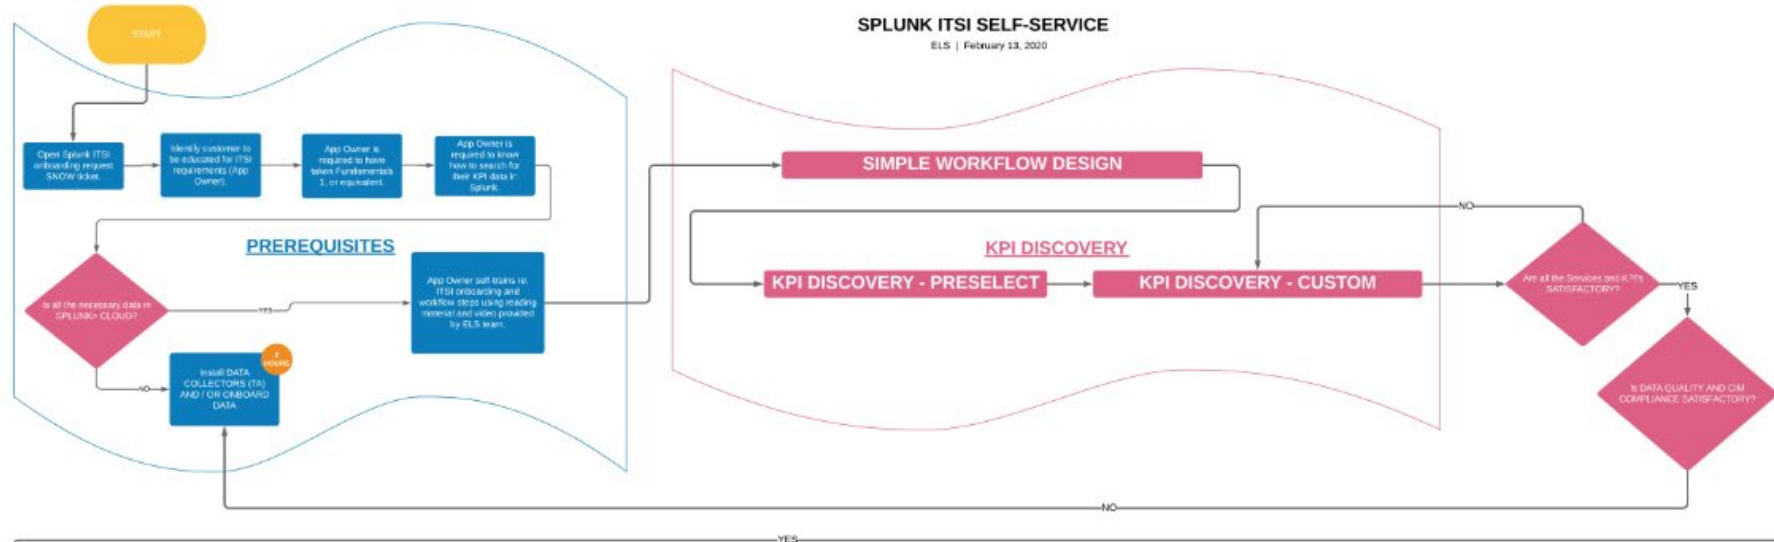 SPLUNK ITSI SELF-SERVICE
ELS | February 13, 2020
START
Open Splunk ITSI
onboarding request
SNOW ticket.
Identify customer to
be educated for ITSI
requirements (App
Owner).
App Owner is
required to have
taken Fundamentals
1, or equivalent.
App Owner is
required to know
how to search for
their KPI data in
Splunk.
PREREQUISITES
Is all the necessary data in
SPLUNK> CLOUD?
YES
App Owner self-trains re:
ITSI onboarding and
workflow steps using reading
material and video provided
by ELS team.
NO
Install DATA
COLLECTORS (TA)
AND / OR ONBOARD
DATA
2
HOURS
SIMPLE WORKFLOW DESIGN
KPI DISCOVERY
KPI DISCOVERY - PRESELECT
KPI DISCOVERY - CUSTOM
NO
Are all the Services and KPI's
SATISFACTORY?
YES
Is DATA QUALITY AND CIM
COMPLIANCE SATISFACTORY?
NO
YES